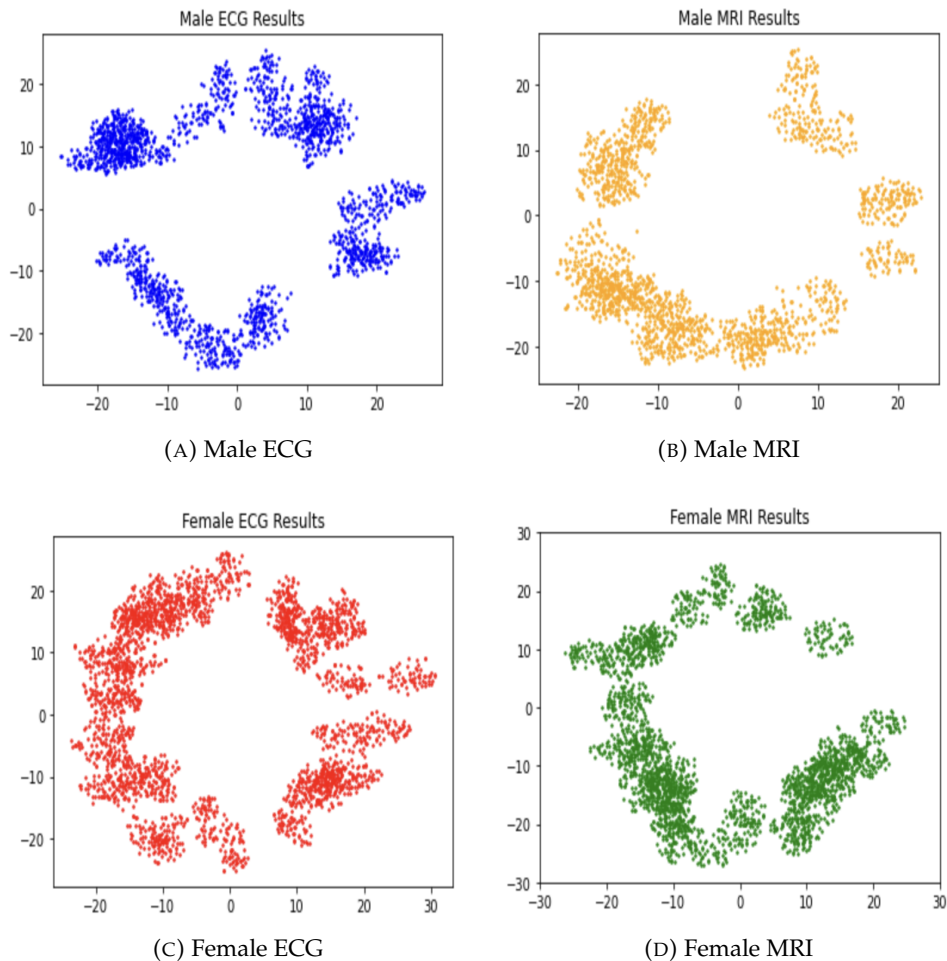 Male ECG Results
20
10
0
−10
−20
−20 −10 0 10 20
(A) Male ECG
Male MRI Results
20
10
0
−10
−20
−20 −10 0 10 20
(B) Male MRI
Female ECG Results
20
10
0
−10
−20
−20 −10 0 10 20 30
(C) Female ECG
Female MRI Results
30
20
10
0
−10
−20
−30
−30 −20 −10 0 10 20 30
(D) Female MRI